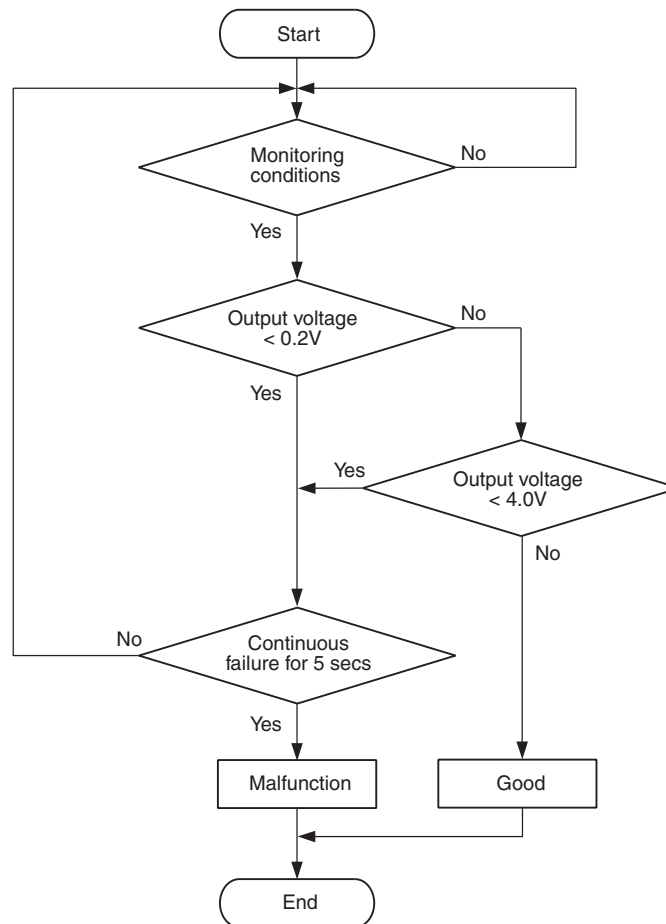 Start
Monitoring
conditions
No
Yes
Output voltage
< 0.2V
No
Yes
Output voltage
< 4.0V
Yes
No
Continuous
failure for 5 secs
No
Yes
Malfunction
Good
End